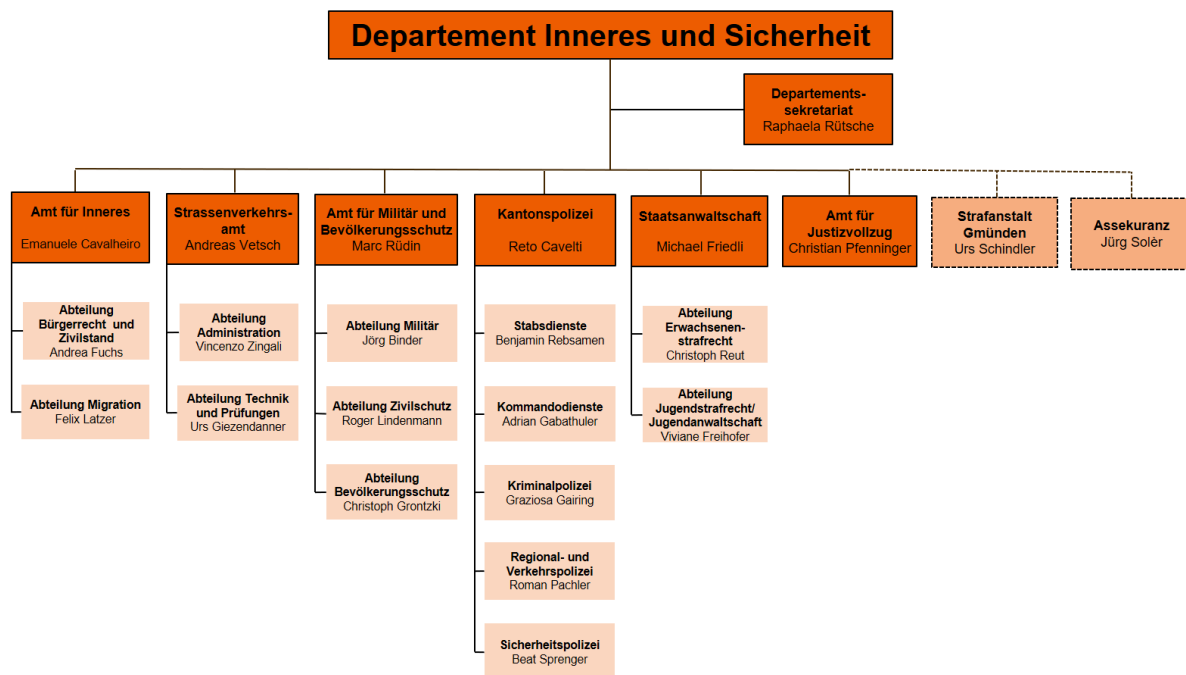 Departement Inneres und Sicherheit
Departements-
sekretariat
Raphaela Rütsche
Amt für Inneres
Emanuele Cavalheiro
Strassenverkehrs-
amt
Andreas Vetsch
Amt für Militär und
Bevölkerungsschutz
Marc Rüdin
Kantonspolizei
Reto Cavelti
Staatsanwaltschaft
Michael Friedli
Amt für
Justizvollzug
Christian Pfenninger
Strafanstalt
Gmünden
Urs Schindler
Assekuranz
Jürg Solèr
Abteilung
Bürgerrecht und
Zivilstand
Andrea Fuchs
Abteilung Migration
Felix Latzer
Abteilung
Administration
Vincenzo Zingali
Abteilung Technik
und Prüfungen
Urs Giezendanner
Abteilung Militär
Jörg Binder
Abteilung Zivilschutz
Roger Lindenmann
Abteilung
Bevölkerungsschutz
Christoph Grontzki
Stabsdienste
Benjamin Rebsamen
Kommandodienste
Adrian Gabathuler
Kriminalpolizei
Graziosa Gairing
Regional- und
Verkehrspolizei
Roman Pachler
Sicherheitspolizei
Beat Sprenger
Abteilung
Erwachsenen-
strafrecht
Christoph Reut
Abteilung
Jugendstrafrecht/
Jugendanwaltschaft
Viviane Freihofer